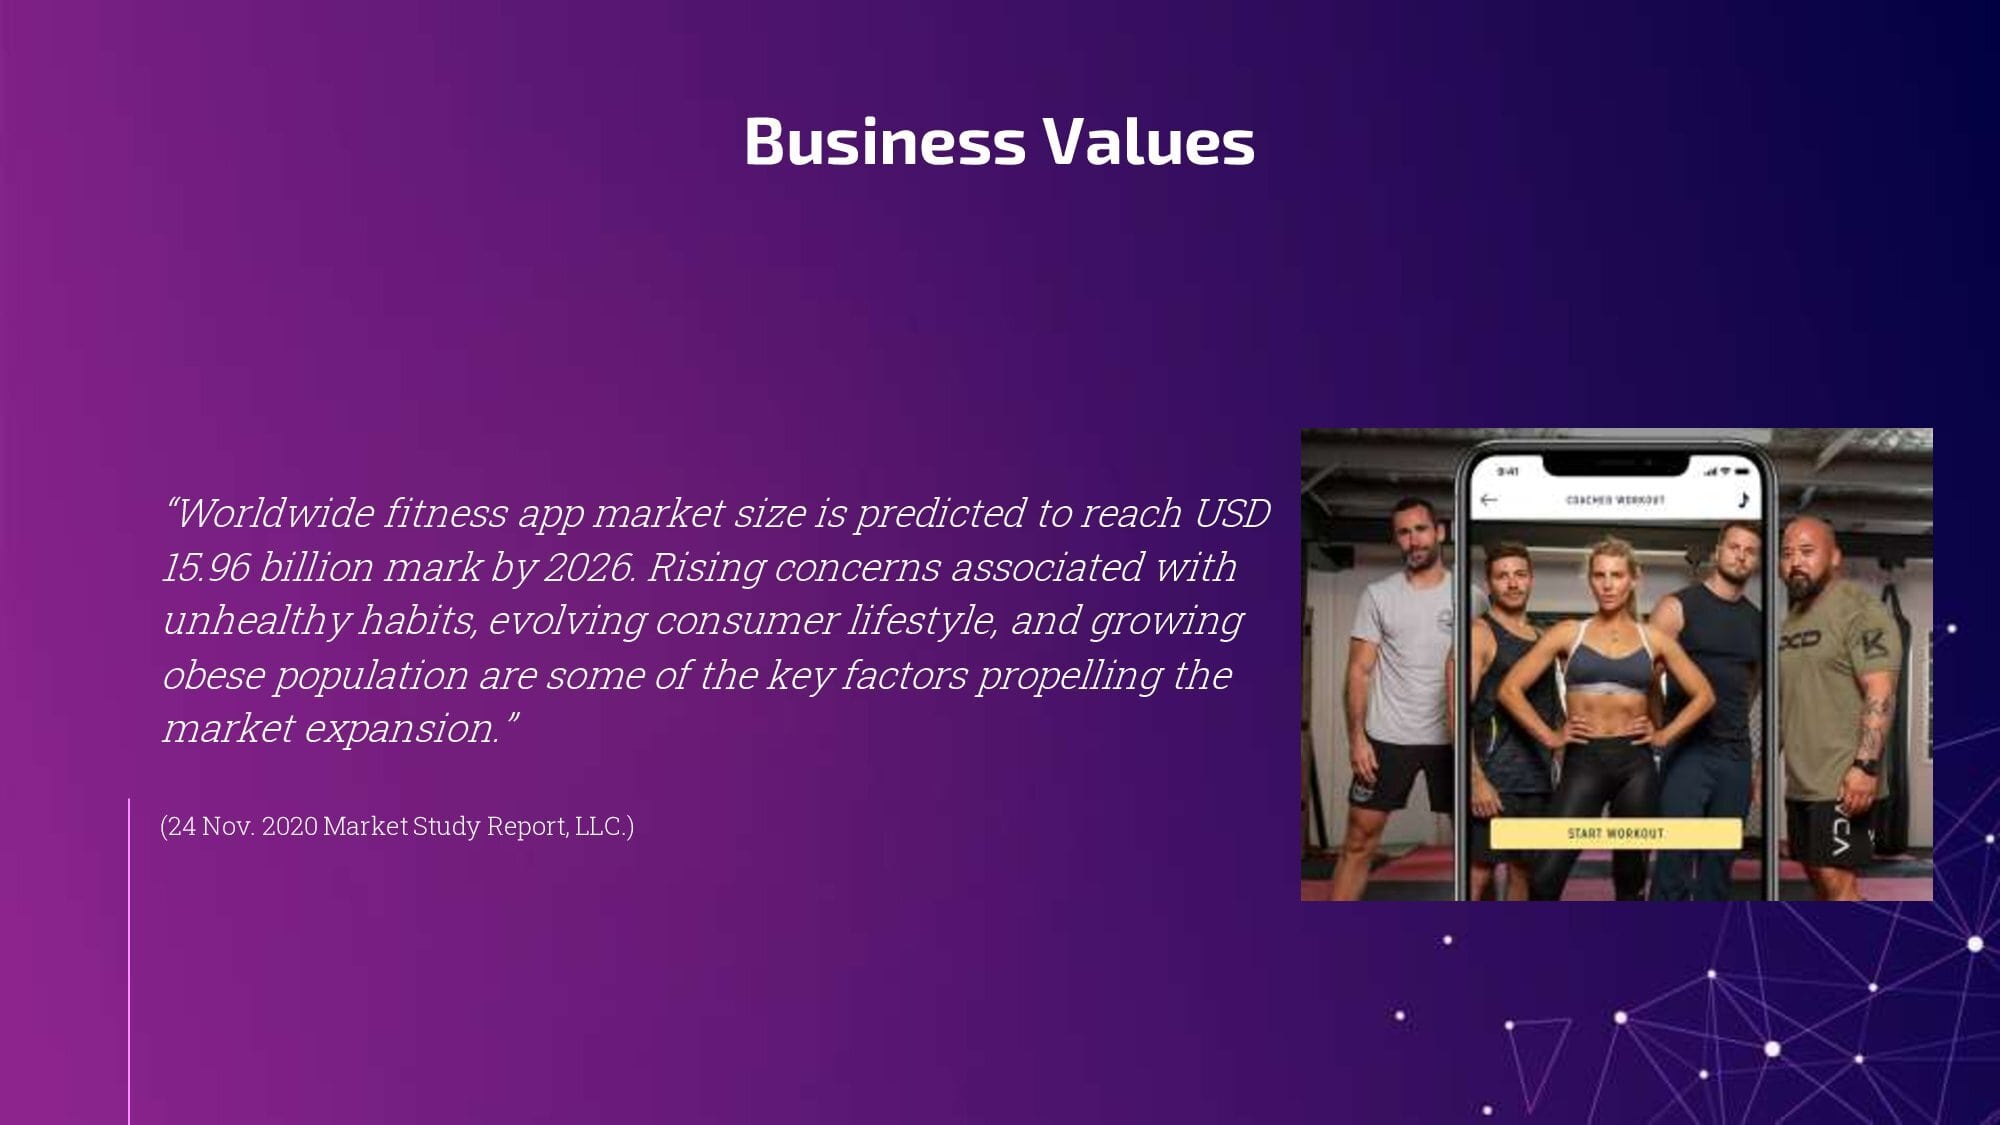 Business Values
“Worldwide fitness app market size is predicted to reach USD
15.96 billion mark by 2026. Rising concerns associated with
unhealthy habits, evolving consumer lifestyle, and growing
obese population are some of the key factors propelling the
market expansion.”
(24 Nov. 2020 Market Study Report, LLC.)
9:41
COACHED WORKOUT
START WORKOUT